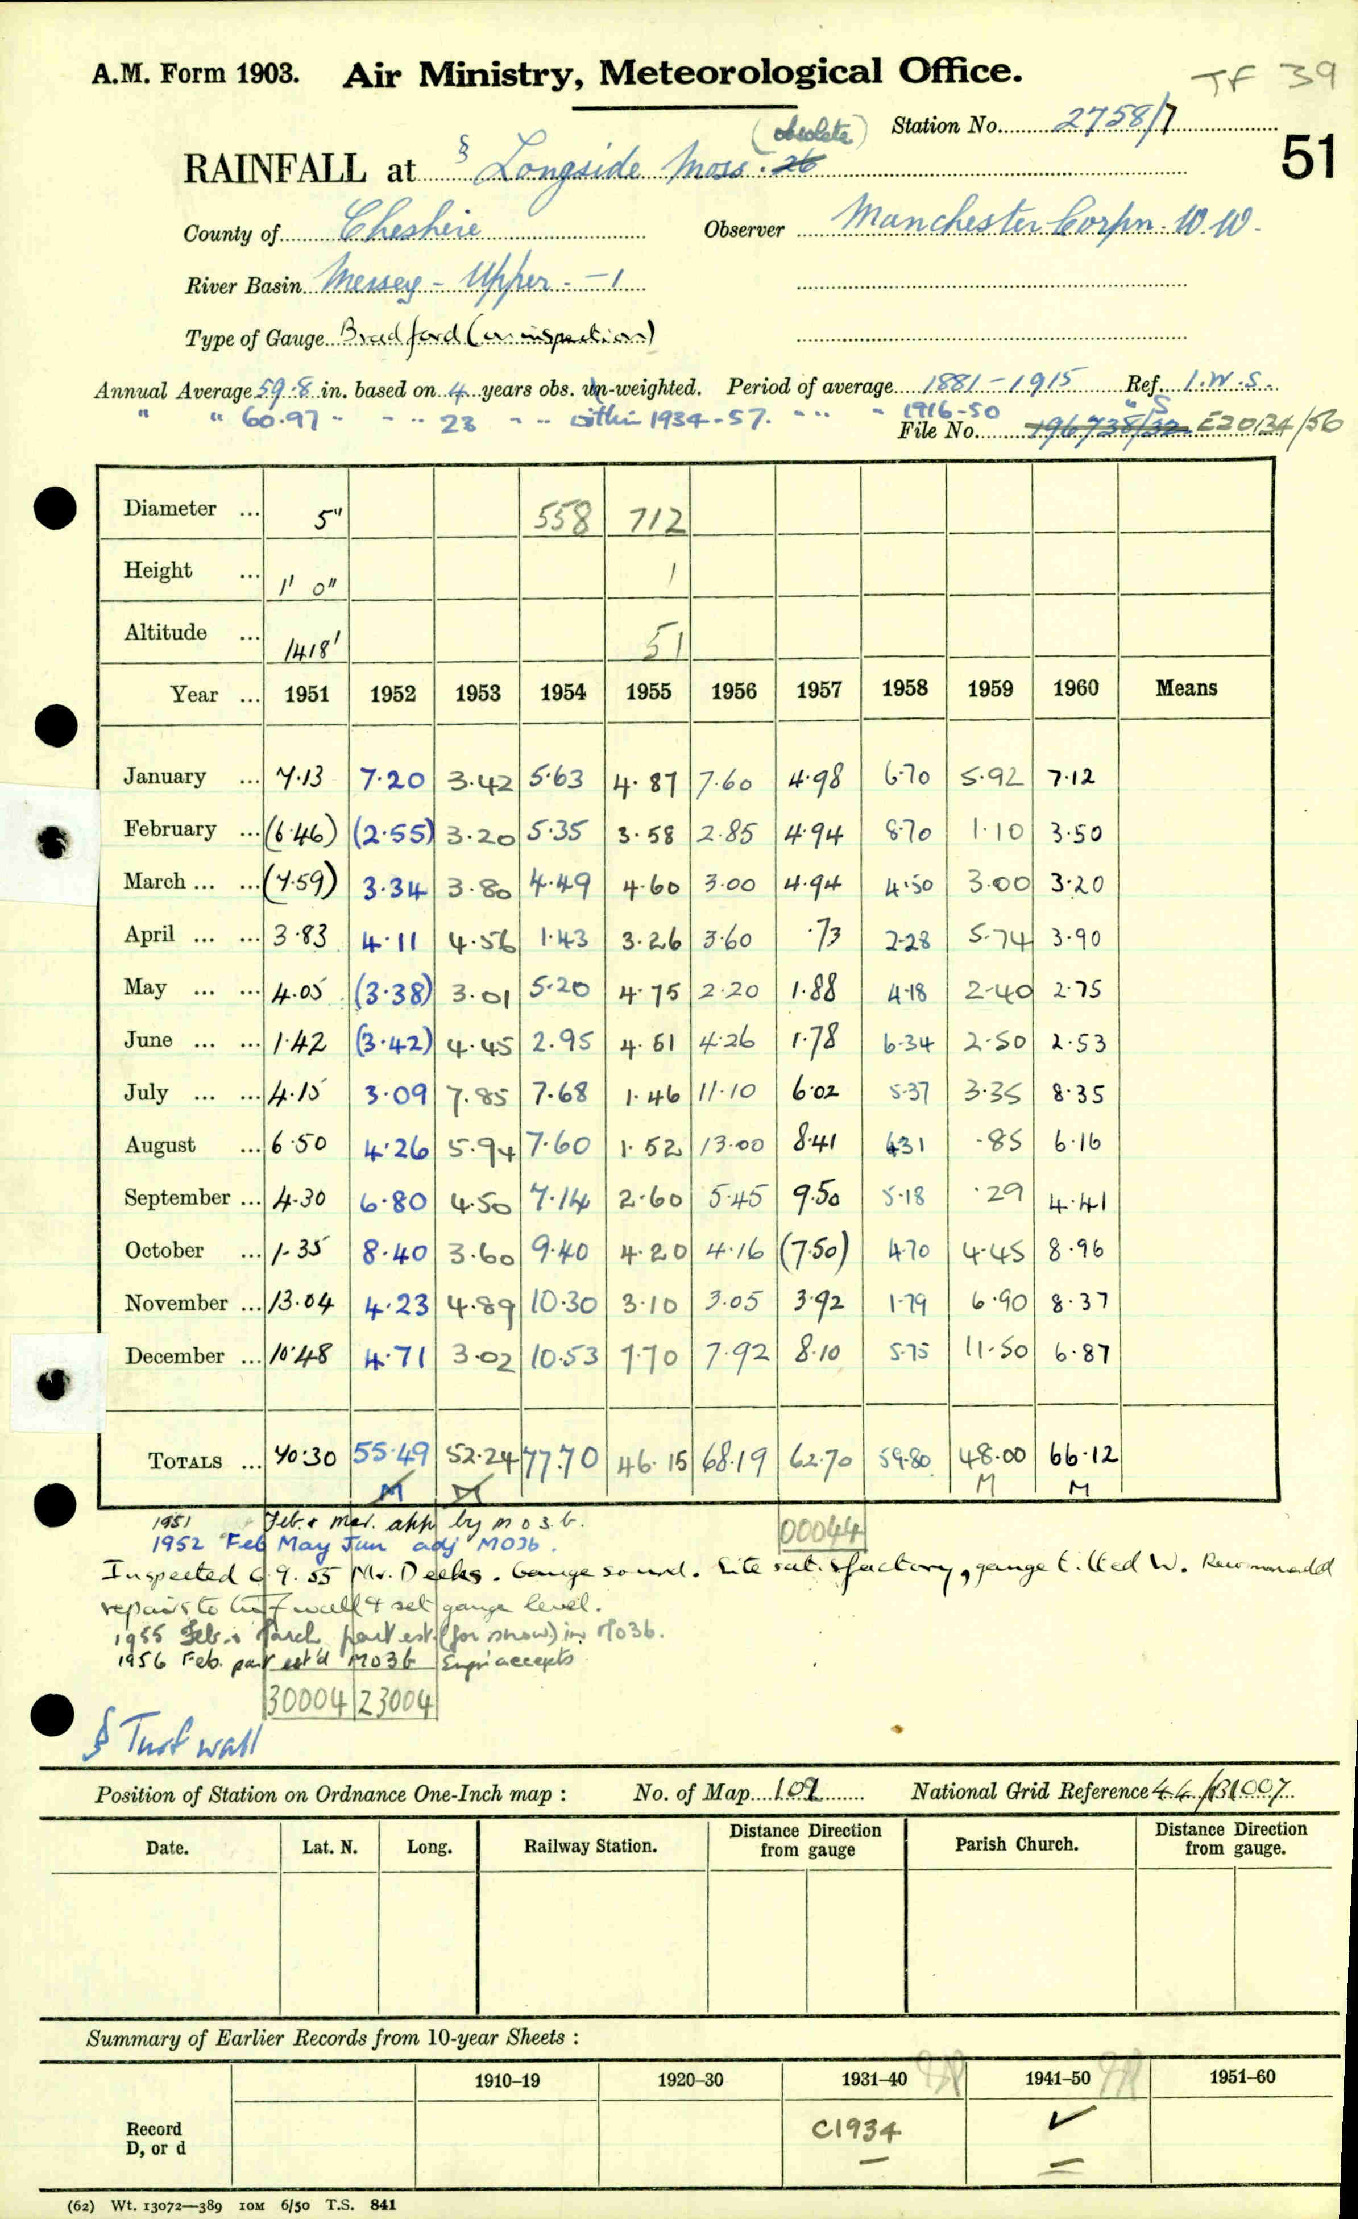 A.M. Form 1903. Air Ministry, Meteorological Office. TF 39
Station No. 2758/7
(obsolete)
51
RAINFALL at § Longside Moss. 26
County of Cheshire Observer Manchester Corpn. W.W.
River Basin Mersey - Upper - 1
Type of Gauge Bradford (on inspection)
Annual Average 59.8 in. based on 4 years obs. un-weighted. Period of average 1881-1915 Ref. I.W.S.
" " 60.97 - - .. 23 - .. within 1934-57. - .. - 1916-50 " S
File No. 196738/32 E20134/56
Diameter ... 5" 558 712
Height ... 1' 0" 1
Altitude ... 1418' 51
Year ... 1951 1952 1953 1954 1955 1956 1957 1958 1959 1960 Means
January ... 7.13 7.20 3.42 5.63 4.87 7.60 4.98 6.70 5.92 7.12
February ... (6.46) (2.55) 3.20 5.35 3.58 2.85 4.94 8.70 1.10 3.50
March ... ... (7.59) 3.34 3.80 4.49 4.60 3.00 4.94 4.50 3.00 3.20
April ... ... 3.83 4.11 4.56 1.43 3.26 3.60 .73 2.28 5.74 3.90
May ... ... 4.05 (3.38) 3.01 5.20 4.75 2.20 1.88 4.18 2.40 2.75
June ... ... 1.42 (3.42) 4.45 2.95 4.51 4.26 1.78 6.34 2.50 2.53
July ... ... 4.15 3.09 7.85 7.68 1.46 11.10 6.02 5.37 3.35 8.35
August ... 6.50 4.26 5.94 7.60 1.52 13.00 8.41 6.31 .85 6.16
September ... 4.30 6.80 4.50 7.14 2.60 5.45 9.50 5.18 .29 4.41
October ... 1.35 8.40 3.60 9.40 4.20 4.16 (7.50) 4.70 4.45 8.96
November ... 13.04 4.23 4.89 10.30 3.10 3.05 3.92 1.79 6.90 8.37
December ... 10.48 4.71 3.02 10.53 7.70 7.92 8.10 5.75 11.50 6.87
TOTALS ... 70.30 55.49 52.24 77.70 46.15 68.19 62.70 59.80 48.00 66.12
M M M M
1951 Feb. & Mar. app by MO3b.
00044
1952 Feb May Jun adj MO3b.
Inspected 6.9.55 Mr. Deeks. Gauge sound. Site satisfactory, gauge tilted W. Recommended
repairs to turf wall & set gauge level.
1955 Feb. & March part est. (for snow) in MO3b.
1956 Feb. part est'd MO3b Engr accepts
30004 23004
§ Turf wall
Position of Station on Ordnance One-Inch map : No. of Map 109 National Grid Reference 44/131007
Date. Lat. N. Long. Railway Station. Distance from Direction gauge Parish Church. Distance from Direction gauge.
Summary of Earlier Records from 10-year Sheets :
1910–19 1920–30 1931–40 1941–50 1951–60
Record D, or d C1934 ✓
(62) Wt. 13072—389 10M 6/50 T.S. 841